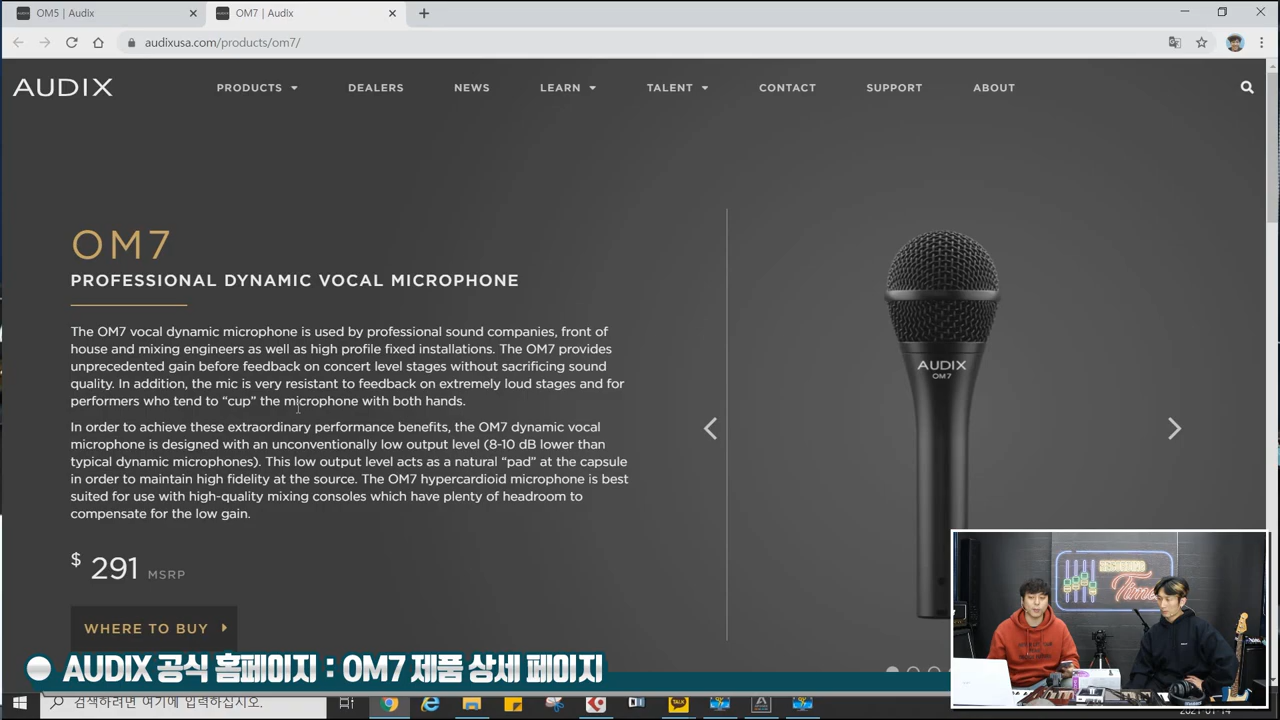 OM5 | Audix
OM7 | Audix
audixusa.com/products/om7/
AUDIX
PRODUCTS
DEALERS
NEWS
LEARN
TALENT
CONTACT
SUPPORT
ABOUT
OM7
PROFESSIONAL DYNAMIC VOCAL MICROPHONE
The OM7 vocal dynamic microphone is used by professional sound companies, front of
house and mixing engineers as well as high profile fixed installations. The OM7 provides
unprecedented gain before feedback on concert level stages without sacrificing sound
quality. In addition, the mic is very resistant to feedback on extremely loud stages and for
performers who tend to “cup” the microphone with both hands.
In order to achieve these extraordinary performance benefits, the OM7 dynamic vocal
microphone is designed with an unconventionally low output level (8-10 dB lower than
typical dynamic microphones). This low output level acts as a natural “pad” at the capsule
in order to maintain high fidelity at the source. The OM7 hypercardioid microphone is best
suited for use with high-quality mixing consoles which have plenty of headroom to
compensate for the low gain.
$ 291 MSRP
WHERE TO BUY
AUDIX
OM7
Time
AUDIX 공식 홈페이지 : OM7 제품 상세 페이지
검색하려면 여기에 입력하십시오.
TALK
2021-01-14